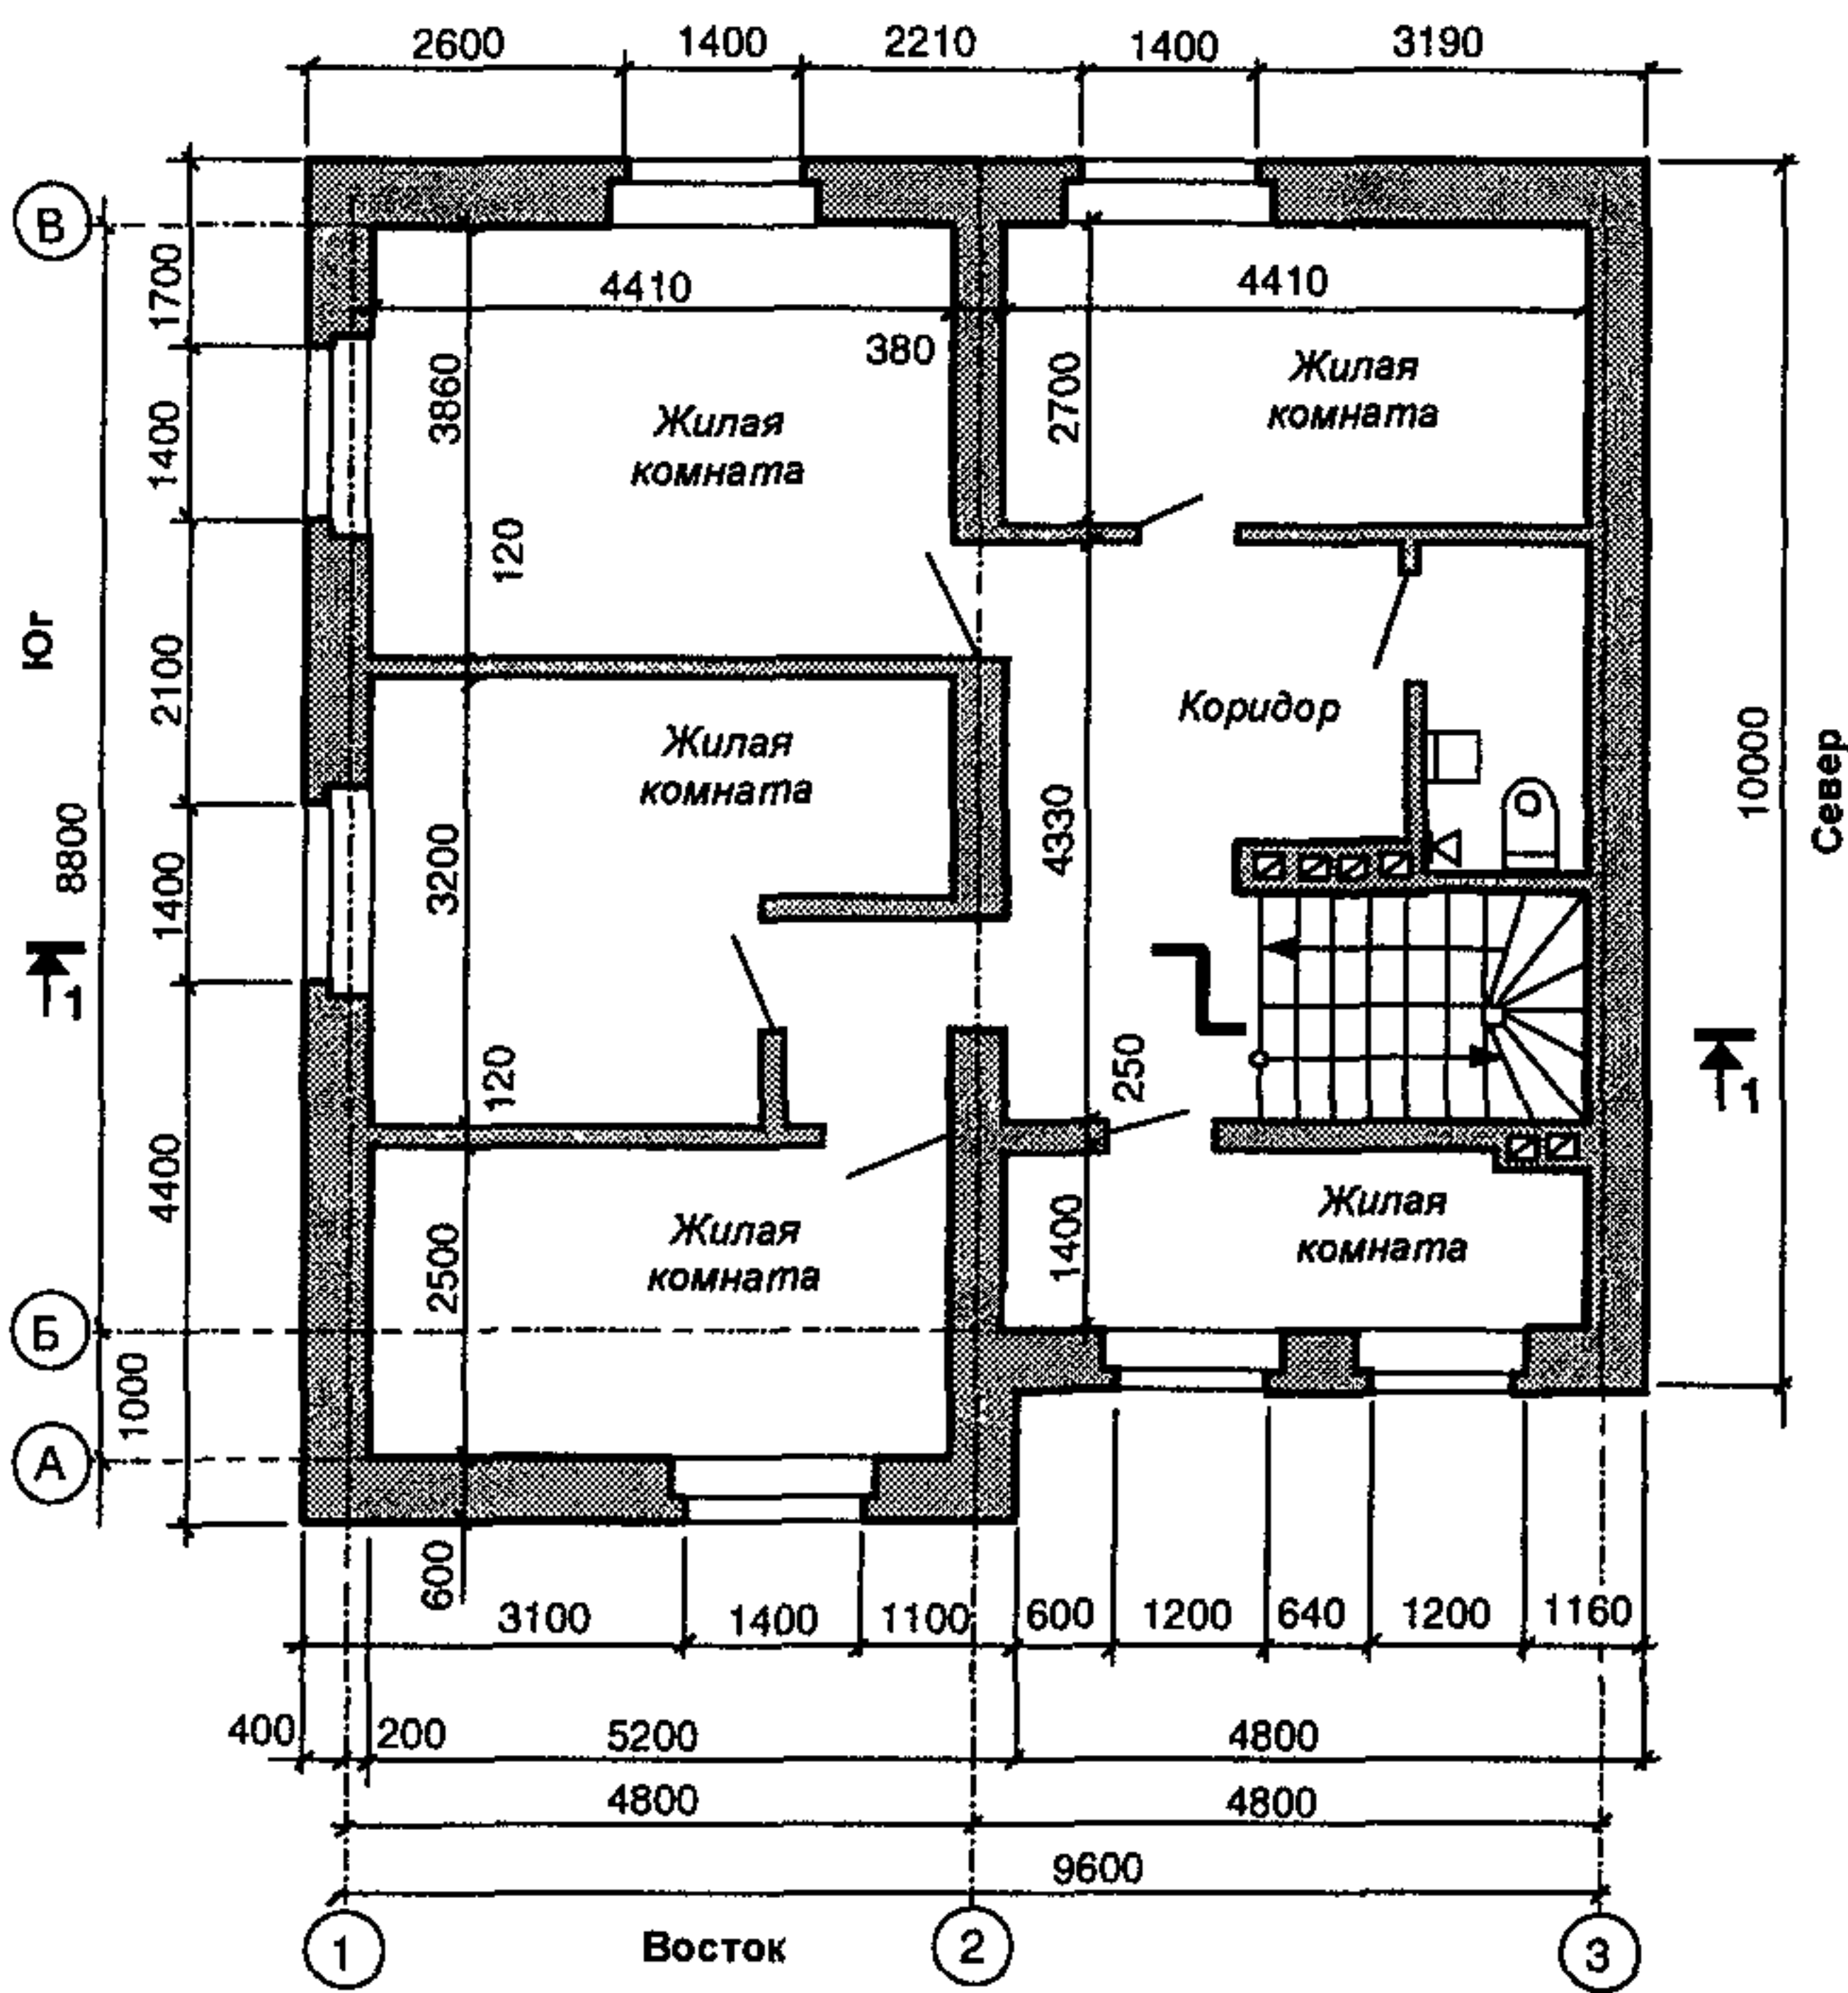 2600 1400 2210 1400 3190
В
1700
4410 4410
380
3860
2700
Жилая
комната
Жилая
комната
1400
120
Юг
2100
Коридор
Жилая
комната
10000
Север
8800
3200
4330
1400
1 1
120
250
4400
2500
1400
Жилая
комната
Жилая
комната
Б
1000
А
600
3100 1400 1100 600 1200 640 1200 1160
400 200 5200 4800
4800 4800
9600
1 Восток 2 3